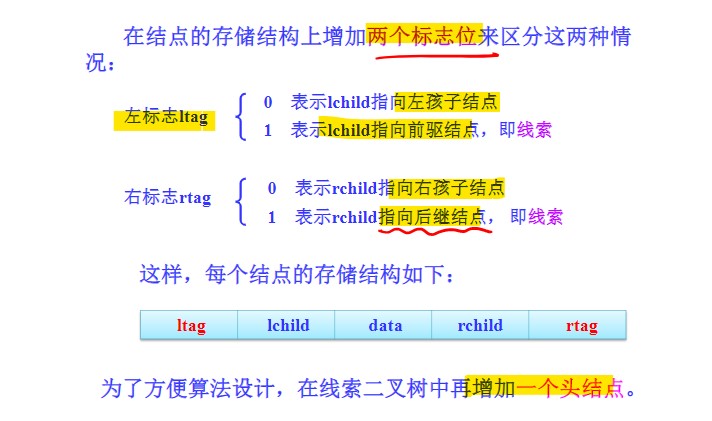 在结点的存储结构上增加两个标志位来区分这两种情
况：
左标志ltag
0 表示lchild指向左孩子结点
1 表示lchild指向前驱结点，即线索
右标志rtag
0 表示rchild指向右孩子结点
1 表示rchild指向后继结点， 即线索
这样，每个结点的存储结构如下：
ltag lchild data rchild rtag
为了方便算法设计，在线索二叉树中再增加一个头结点。